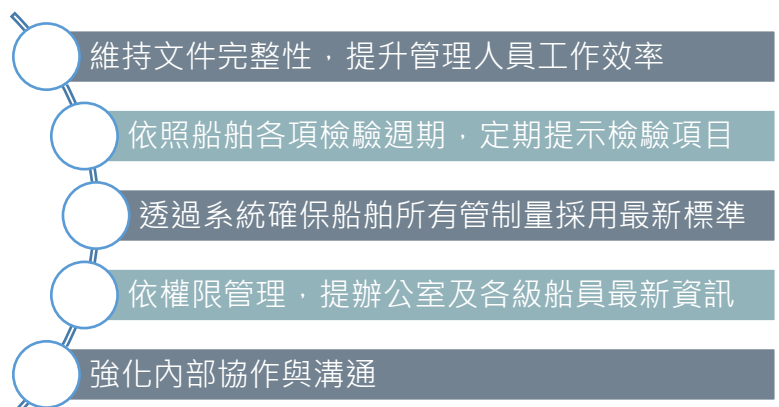 維持文件完整性，提升管理人員工作效率
依照船舶各項檢驗週期，定期提示檢驗項目
透過系統確保船舶所有管制量採用最新標準
依權限管理，提辦公室及各級船員最新資訊
強化內部協作與溝通